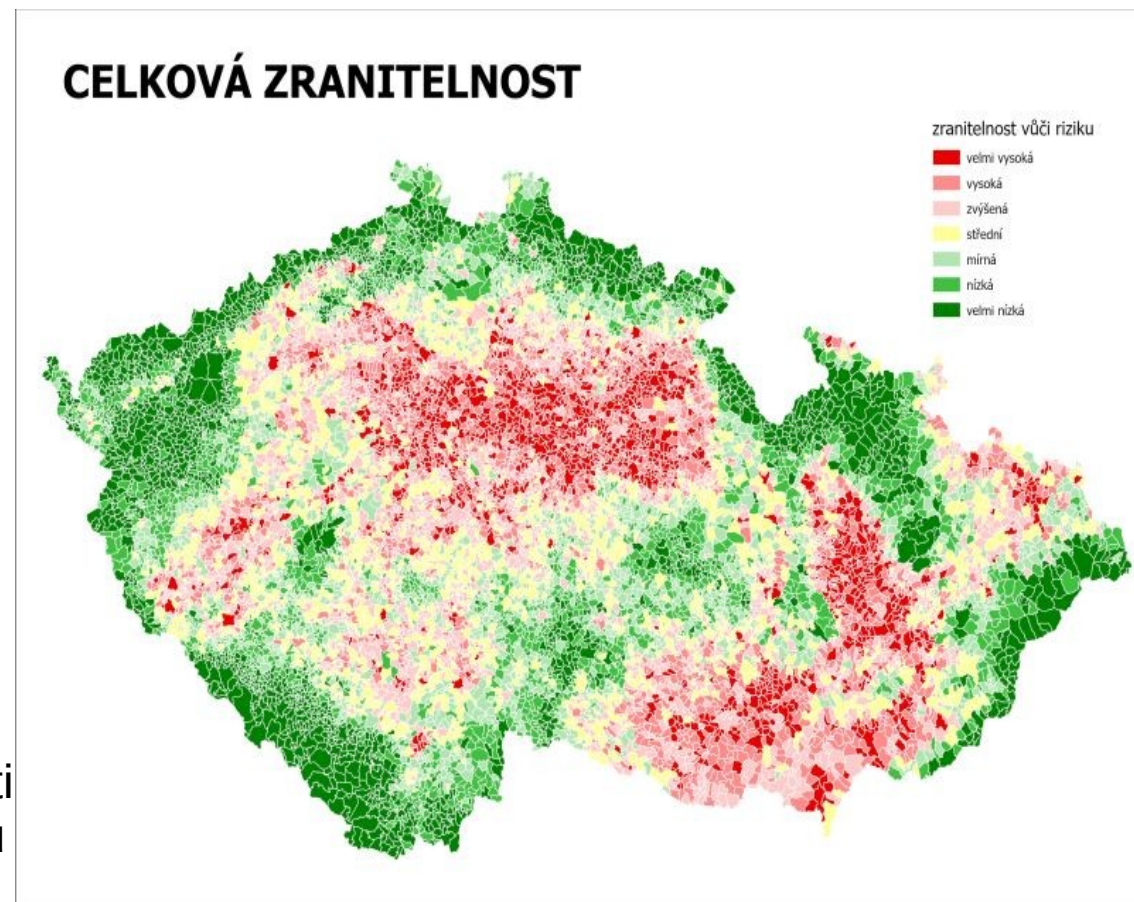 CELKOVÁ ZRANITELNOST
zranitelnost vůči riziku
velmi vysoká
vysoká
zvýšená
střední
mírná
nízká
velmi nízká